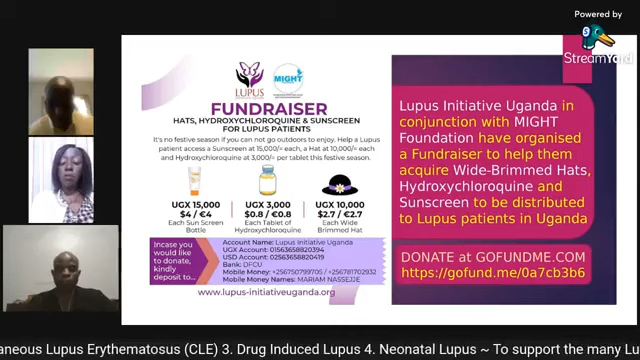 Powered by
StreamYard
LUPUS
MIGHT
FUNDRAISER
HATS, HYDROXYCHLOROQUINE & SUNSCREEN
FOR LUPUS PATIENTS
It's no festive season if you can not go outdoors to enjoy. Help a Lupus
patient access a Sunscreen at 15,000/= each, a Hat at 10,000/= each
and Hydroxychloroquine at 3,000/= per tablet this festive season.
UGX 15,000
$4 / €4
Each Sun Screen
Bottle
UGX 3,000
$0.8 / €0.8
Each Tablet of
Hydroxychloroquine
UGX 10,000
$2.7 / €2.7
Each Wide
Brimmed Hat
Incase you
would like
to donate,
kindly
deposit to...
Account Name: Lupus Initiative Uganda
UGX Account: 01563658820394
USD Account: 02563658820419
Bank: DFCU
Mobile Money: +256750799705 / +256781702932
Mobile Money Names: MARIAM NASSEJJE
www.lupus-initiativeuganda.org
Lupus Initiative Uganda in
conjunction with MIGHT
Foundation have organised
a Fundraiser to help them
acquire Wide-Brimmed Hats,
Hydroxychloroquine and
Sunscreen to be distributed
to Lupus patients in Uganda
DONATE at GOFUNDME.COM
https://gofund.me/0a7cb3b6
taneous Lupus Erythematosus (CLE) 3. Drug Induced Lupus 4. Neonatal Lupus ~ To support the many Lu